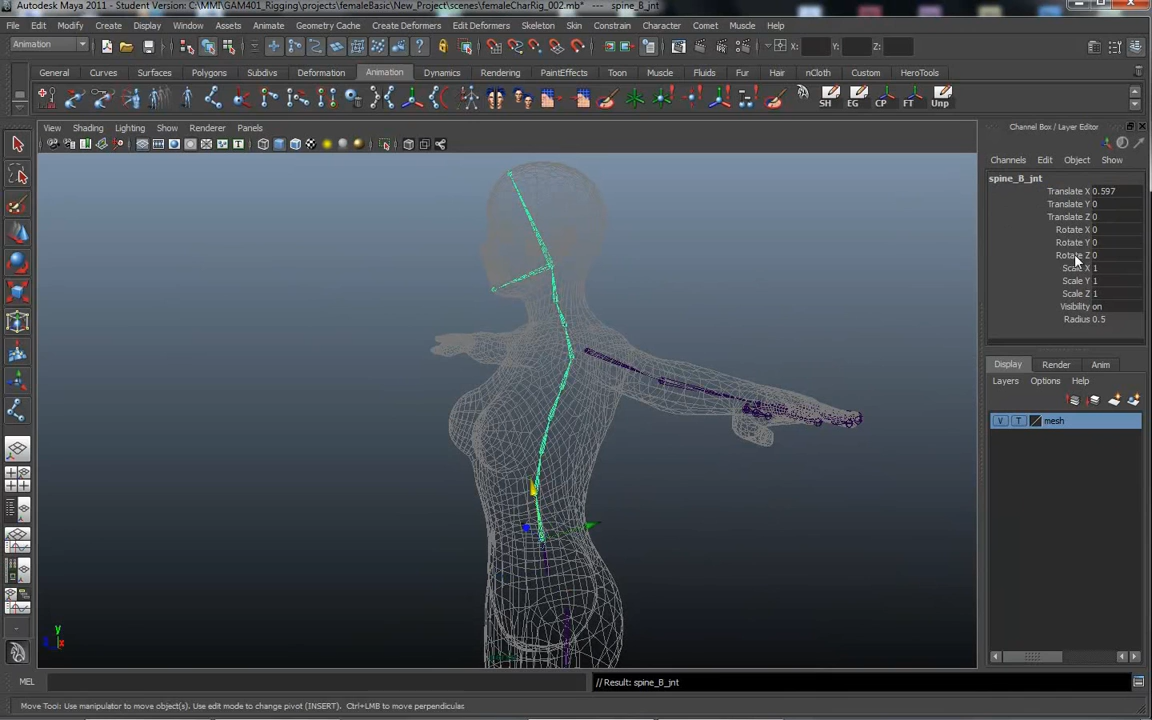 Autodesk Maya 2011 - Student Version: C:\MMI\GAM401_Rigging\projects\femaleBasic\New_Project\scenes\femaleCharRig_002.mb* --- spine_B_jnt
File Edit Modify Create Display Window Assets Animate Geometry Cache Create Deformers Edit Deformers Skeleton Skin Constrain Character Comet Muscle Help
Animation X: Y: Z:
General Curves Surfaces Polygons Subdivs Deformation Animation Dynamics Rendering PaintEffects Toon Muscle Fluids Fur Hair nCloth Custom HeroTools
SH EG CP FT Unp
View Shading Lighting Show Renderer Panels
Channel Box / Layer Editor
Channels Edit Object Show
spine_B_jnt
Translate X 0.597
Translate Y 0
Translate Z 0
Rotate X 0
Rotate Y 0
Rotate Z 0
Scale X 1
Scale Y 1
Scale Z 1
Visibility on
Radius 0.5
Display Render Anim
Layers Options Help
V T mesh
y
z x
MEL // Result: spine_B_jnt
Move Tool: Use manipulator to move object(s). Use edit mode to change pivot (INSERT). Ctrl+LMB to move perpendicular